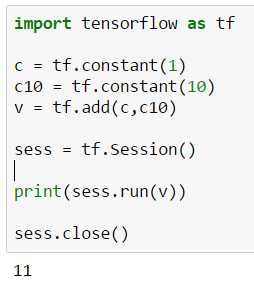 import tensorflow as tf
c = tf.constant(1)
c10 = tf.constant(10)
v = tf.add(c,c10)
sess = tf.Session()
print(sess.run(v))
sess.close()
11